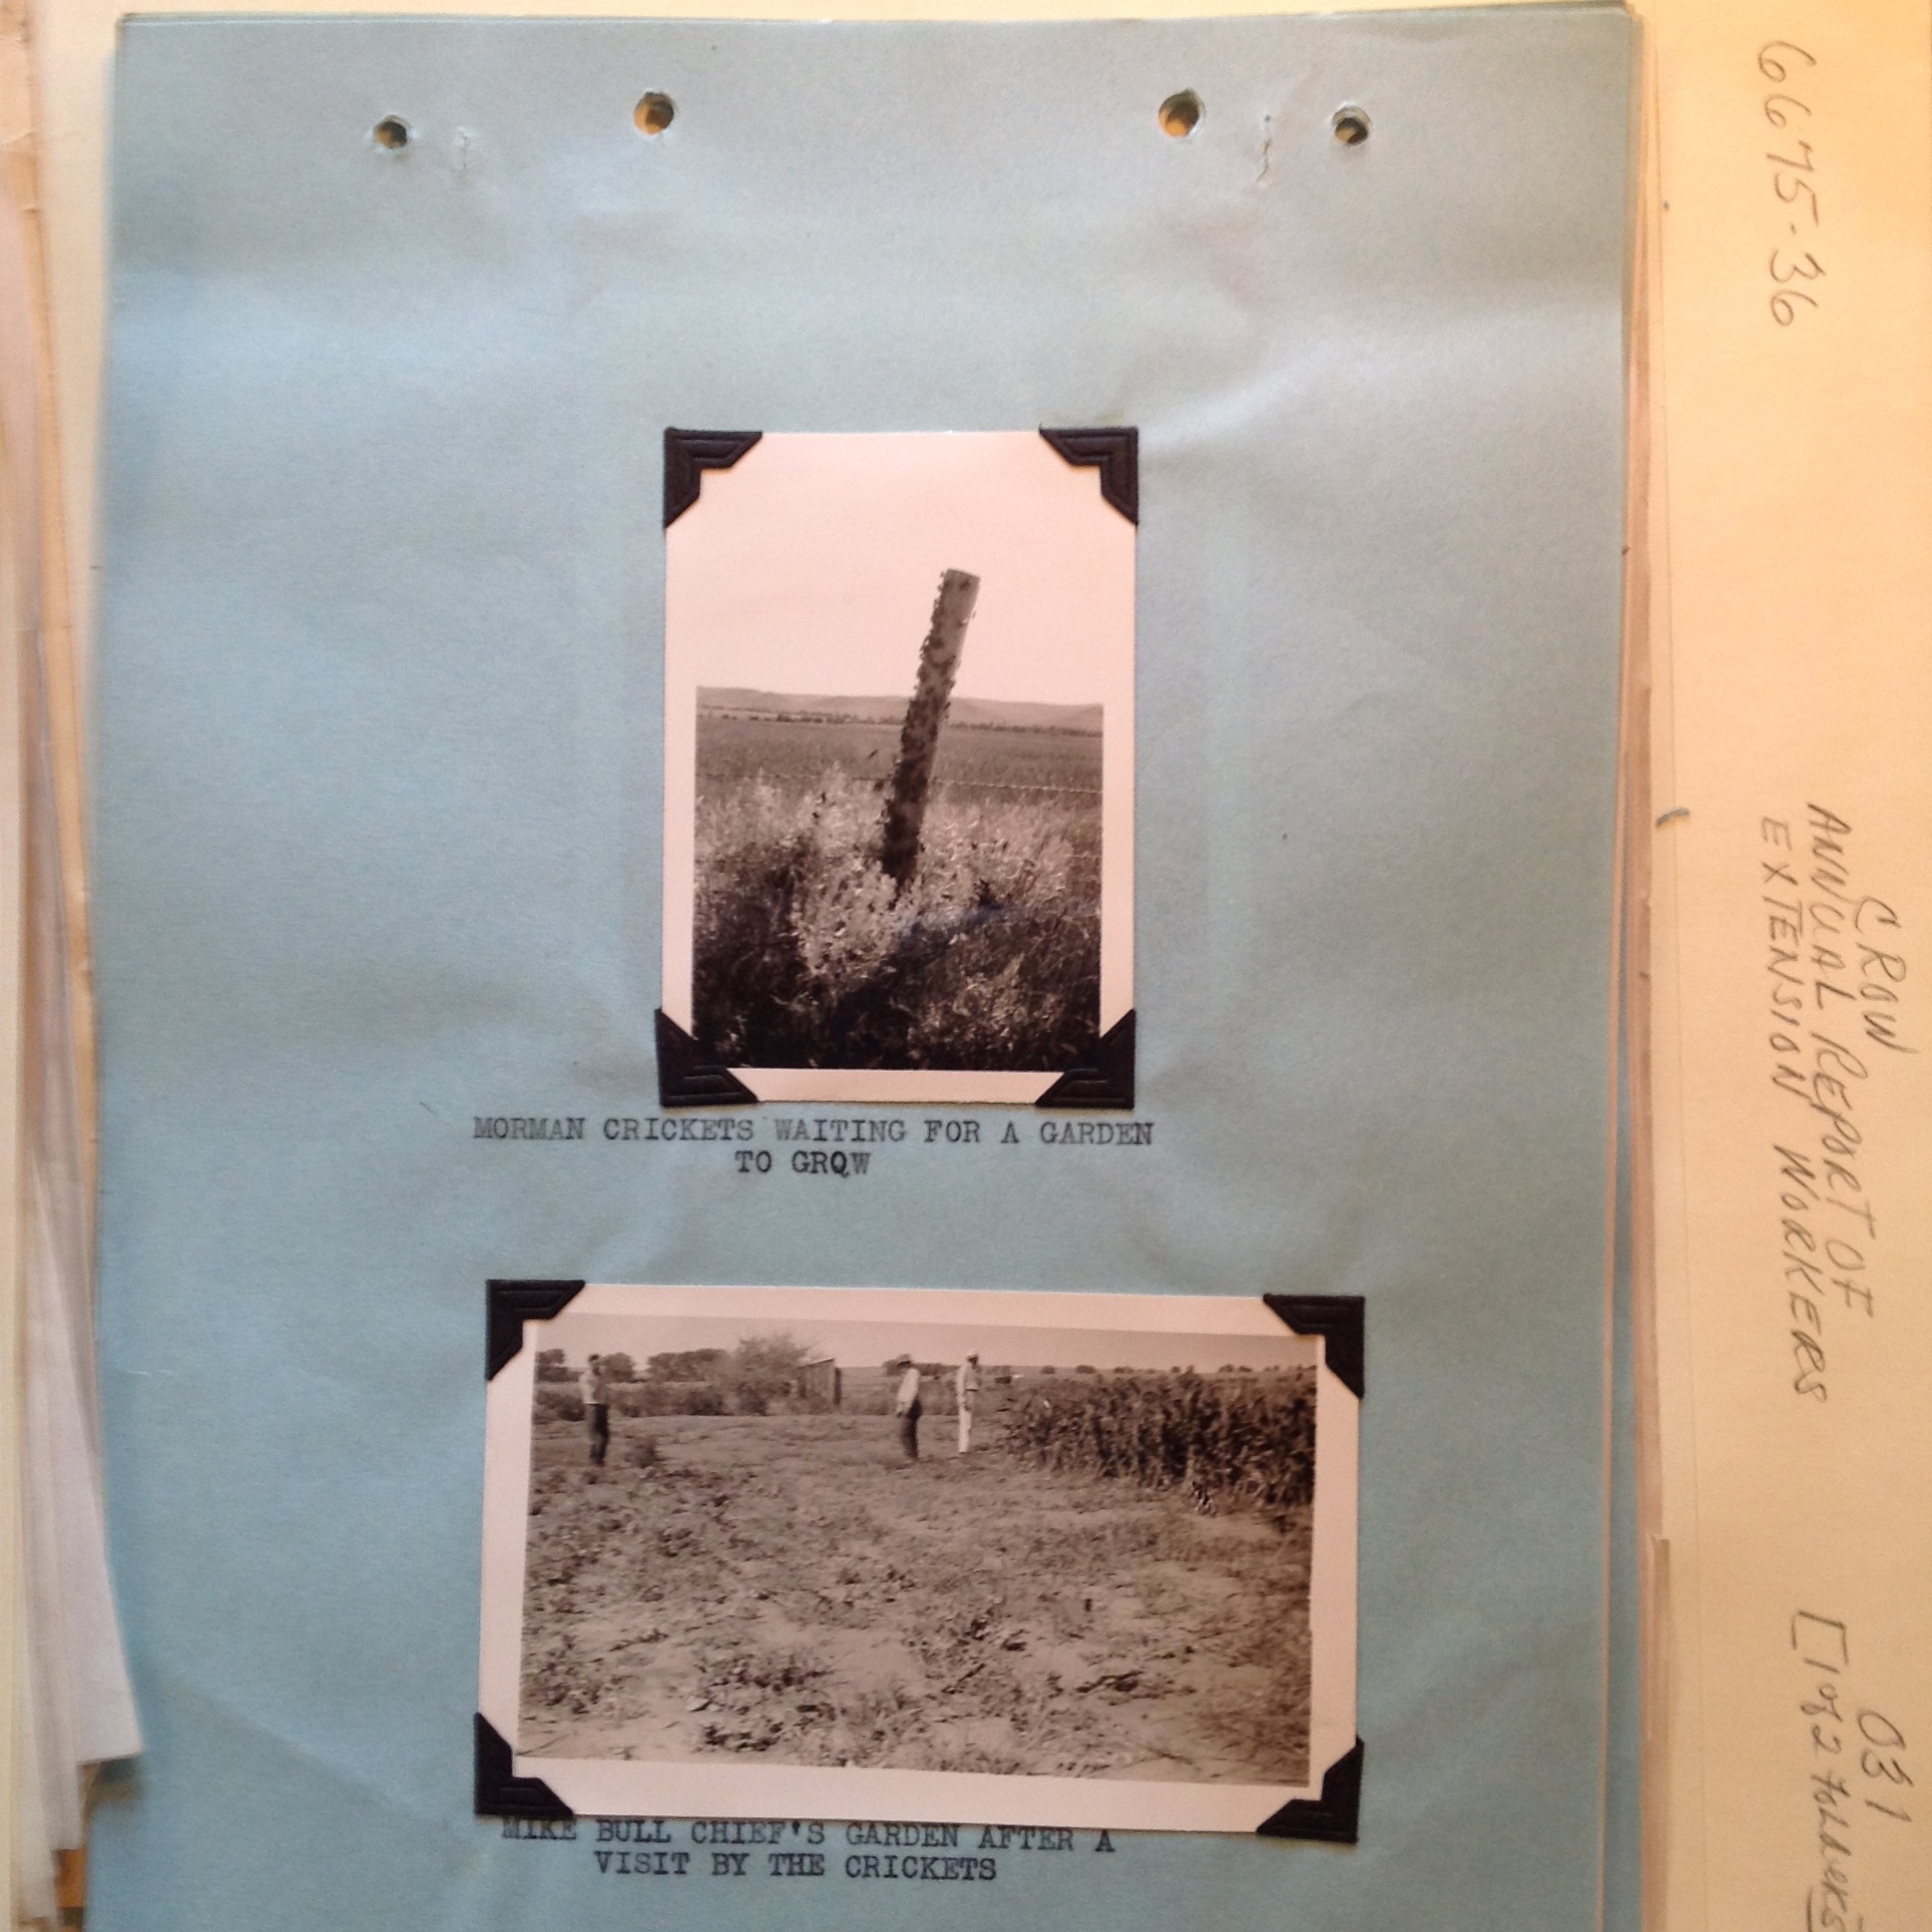 MORMAN CRICKETS WAITING FOR A GARDEN
TO GROW
MIKE BULL CHIEF'S GARDEN AFTER A
VISIT BY THE CRICKETS
6675-36
CROW
ANNUAL REPORT OF
EXTENSION WORKERS
031
[1 OF 2 FOLDERS]